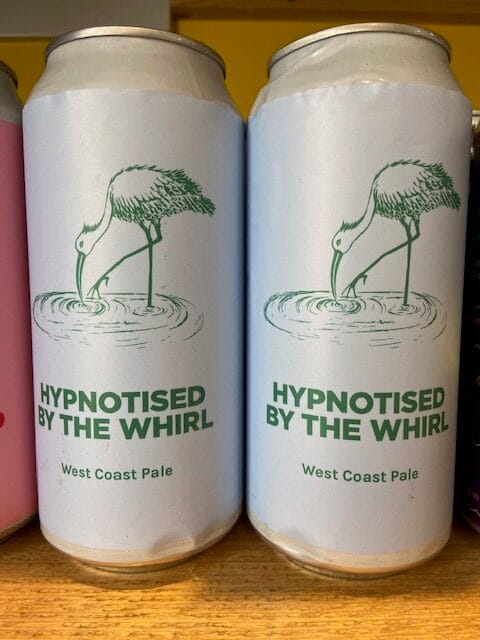 HYPNOTISED
BY THE WHIRL
West Coast Pale
HYPNOTISED
BY THE WHIRL
West Coast Pale